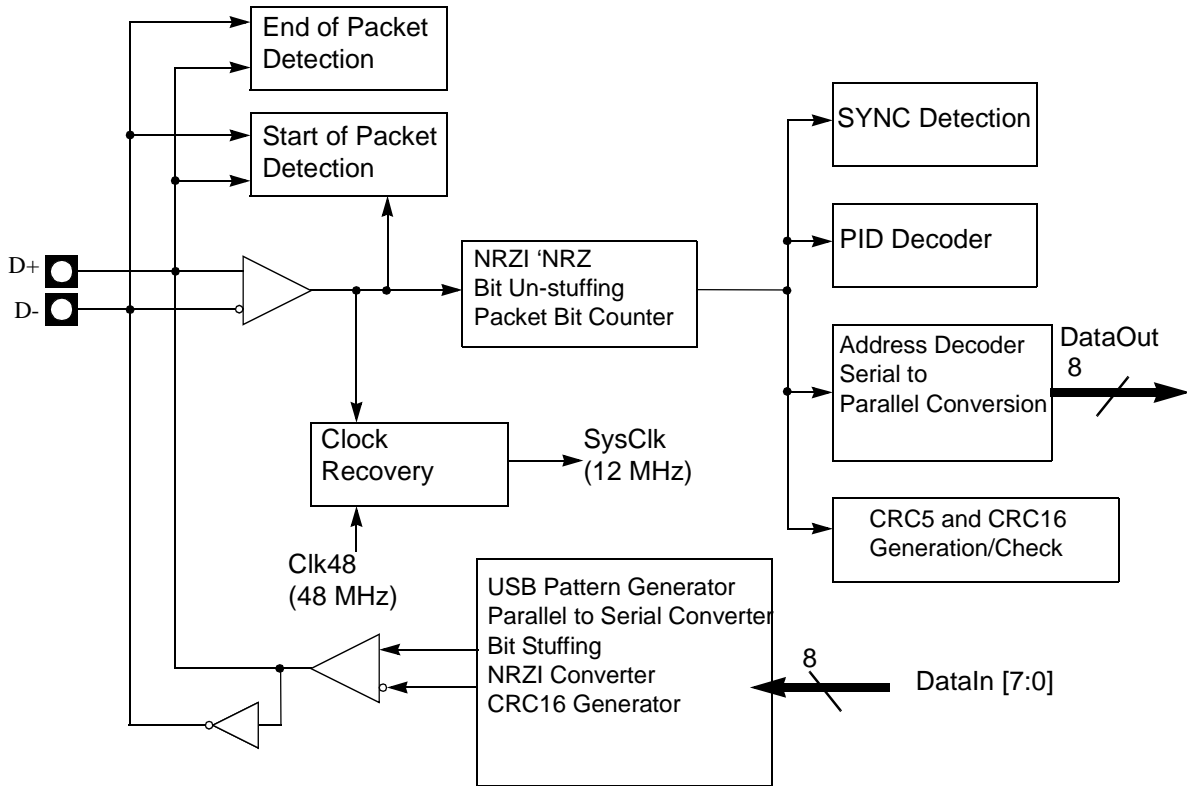 End of Packet
Detection
Start of Packet
Detection
SYNC Detection
PID Decoder
D+
D-
NRZI ‘NRZ
Bit Un-stuffing
Packet Bit Counter
Address Decoder
Serial to
Parallel Conversion
DataOut
8
Clock
Recovery
SysClk
(12 MHz)
CRC5 and CRC16
Generation/Check
Clk48
(48 MHz)
USB Pattern Generator
Parallel to Serial Converter
Bit Stuffing
NRZI Converter
CRC16 Generator
8
DataIn [7:0]